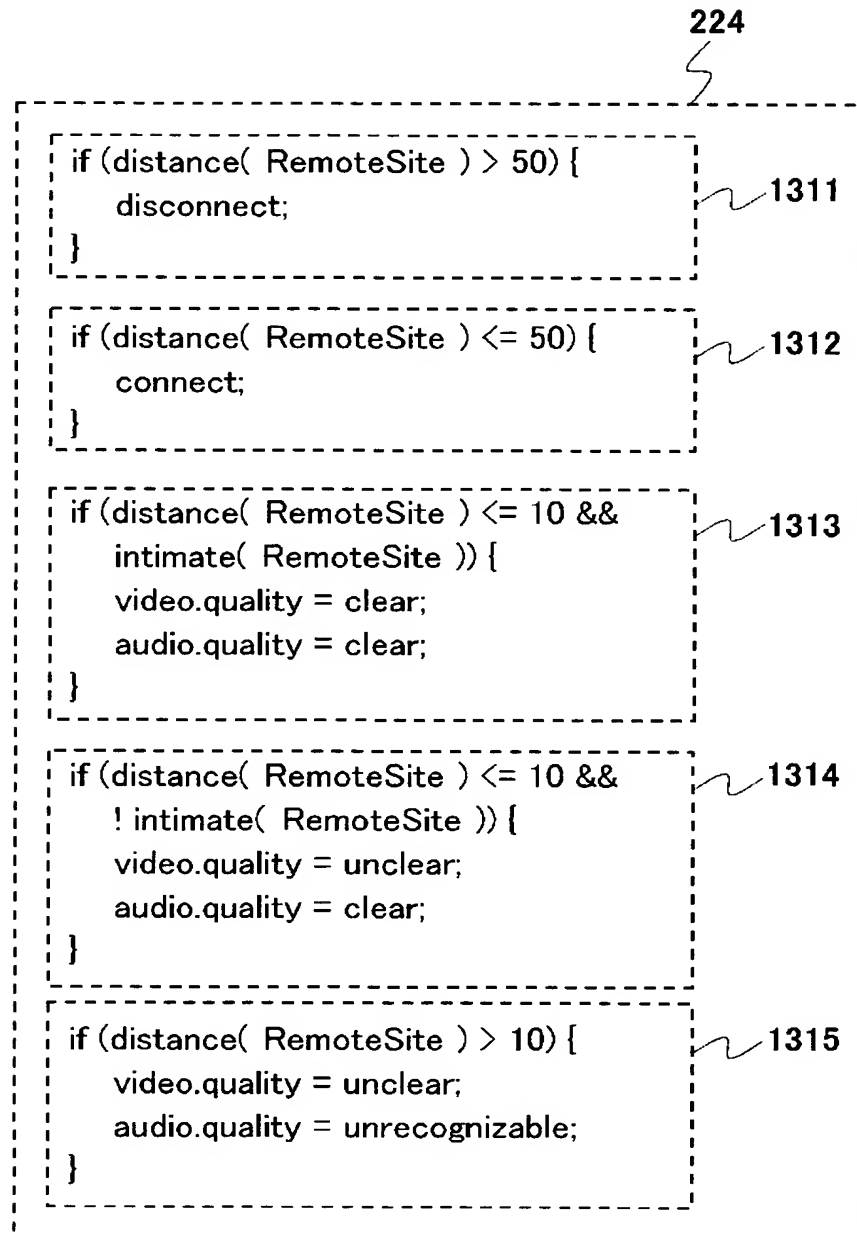 224
if (distance( RemoteSite ) > 50) {
disconnect;
}
1311
if (distance( RemoteSite ) <= 50) {
connect;
}
1312
if (distance( RemoteSite ) <= 10 &&
intimate( RemoteSite )) {
video.quality = clear;
audio.quality = clear;
}
1313
if (distance( RemoteSite ) <= 10 &&
! intimate( RemoteSite )) {
video.quality = unclear;
audio.quality = clear;
}
1314
if (distance( RemoteSite ) > 10) {
video.quality = unclear;
audio.quality = unrecognizable;
}
1315